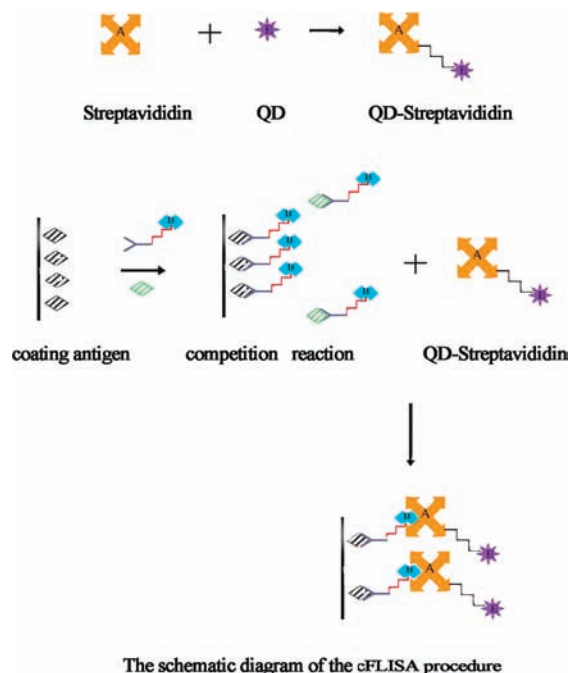 A + E → A E
Streptavididin QD QD-Streptavididin
B B
B B
B + A E
B B
coating antigen competition reaction QD-Streptavididin
B A E
B A E
The schematic diagram of the cFLISA procedure